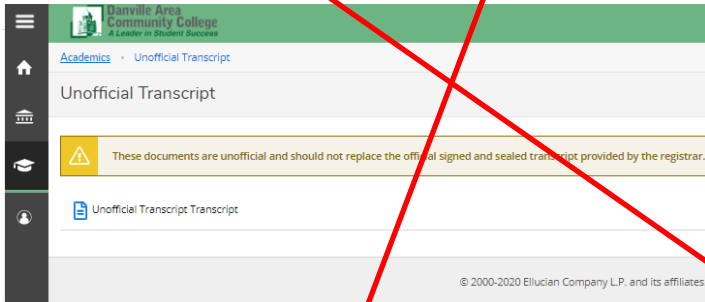 Danville Area
Community College
A Leader in Student Success
Academics • Unofficial Transcript
Unofficial Transcript
These documents are unofficial and should not replace the official signed and sealed transcript provided by the registrar.
Unofficial Transcript Transcript
© 2000-2020 Ellucian Company L.P. and its affiliates